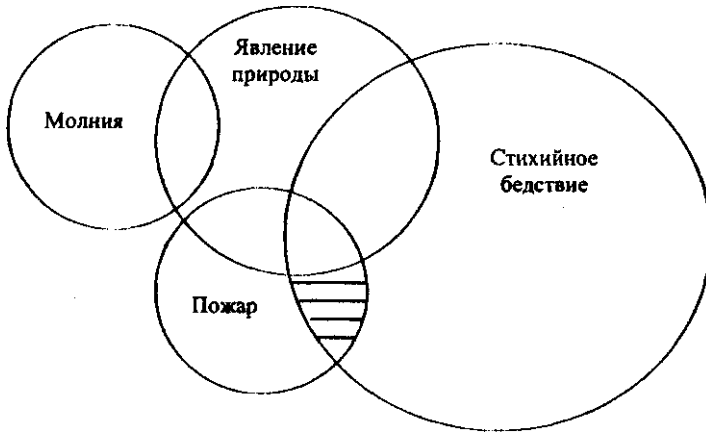 Явление
природы
Молния
Стихийное
бедствие
Пожар